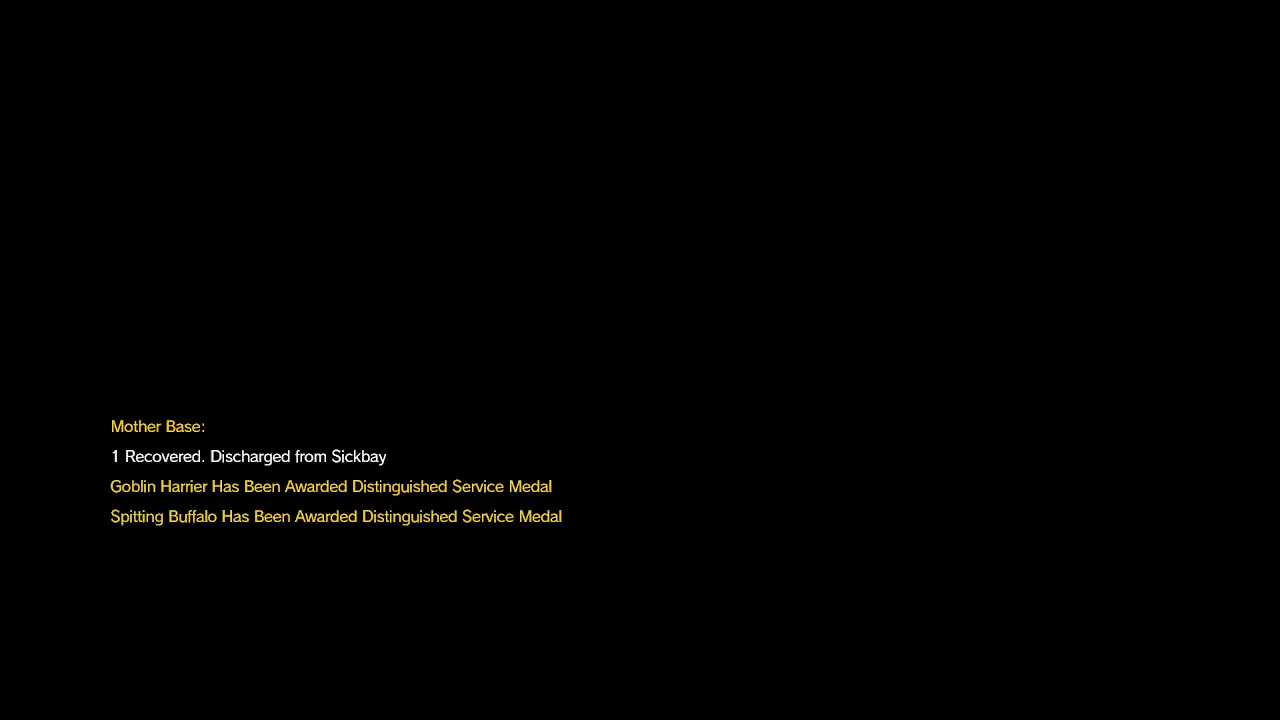 Mother Base:
1 Recovered. Discharged from Sickbay
Goblin Harrier Has Been Awarded Distinguished Service Medal
Spitting Buffalo Has Been Awarded Distinguished Service Medal